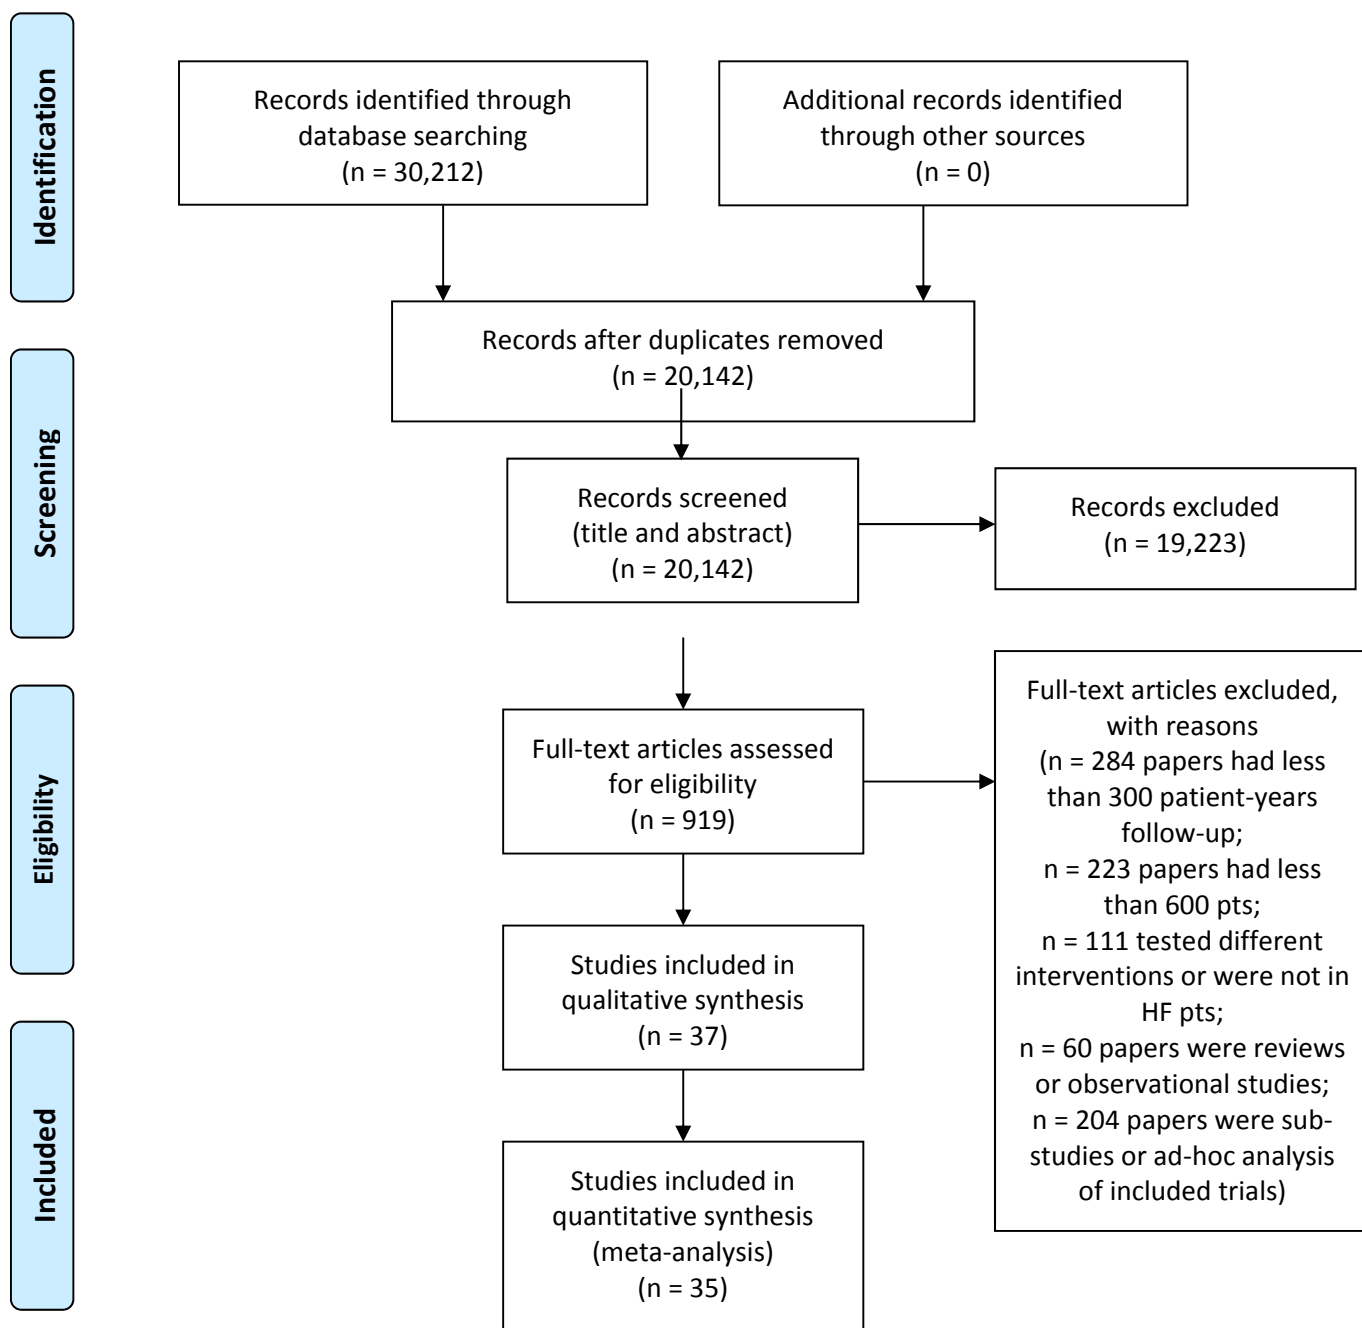 Identification
Records identified through
database searching
(n = 30,212)
Additional records identified
through other sources
(n = 0)
Records after duplicates removed
(n = 20,142)
Screening
Records screened
(title and abstract)
(n = 20,142)
Records excluded
(n = 19,223)
Eligibility
Full-text articles assessed
for eligibility
(n = 919)
Full-text articles excluded,
with reasons
(n = 284 papers had less
than 300 patient-years
follow-up;
n = 223 papers had less
than 600 pts;
n = 111 tested different
interventions or were not in
HF pts;
n = 60 papers were reviews
or observational studies;
n = 204 papers were sub-
studies or ad-hoc analysis
of included trials)
Studies included in
qualitative synthesis
(n = 37)
Included
Studies included in
quantitative synthesis
(meta-analysis)
(n = 35)